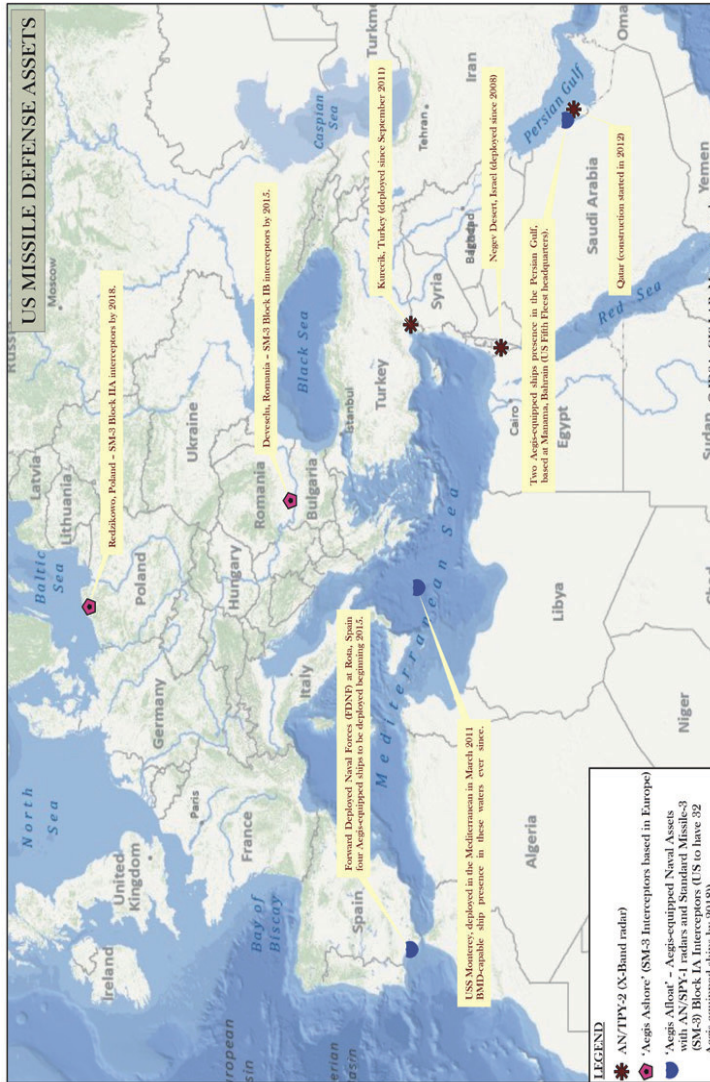 US MISSILE DEFENSE ASSETS
Russ
Moscow
Latvia
Lithuania
Baltic
Sea
North
Sea
Redzikowo, Poland – SM-3 Block IIA interceptors by 2018.
United
Kingdom
Ireland
Poland
Germany
Ukraine
Paris
France
Bay of
Biscay
Hungary
Romania
Bulgaria
Italy
Spain
Black Sea
Caspian
Sea
Turkm
Deveselu, Romania – SM-3 Block IB interceptors by 2015.
Forward Deployed Naval Forces (FDNF) at Rota, Spain
four Aegis-equipped ships to be deployed beginning 2015.
Istanbul
Turkey
Kurecik, Turkey (deployed since September 2011)
Tehran
Iran
Syria
Baghdad
Mediterranean Sea
USS Monterey, deployed in the Mediterranean in March 2011
BMD-capable ship presence in these waters ever since.
Negev Desert, Israel (deployed since 2008)
Cairo
Egypt
Libya
Algeria
Niger
Two Aegis-equipped ships presence in the Persian Gulf,
based at Manama, Bahrain (US Fifth Fleest headquarters).
Persian Gulf
Saudi Arabia
Qatar (construction started in 2012)
Red Sea
Oma
Yemen
Sudan
LEGEND
AN/TPY-2 (X-Band radar)
'Aegis Ashore' (SM-3 Interceptors based in Europe)
'Aegis Afloat' – Aegis-equipped Naval Assets
with AN/SPY-1 radars and Standard Missile-3
(SM-3) Block IA Interceptors (US to have 32
Aegis equipped ships by 2018))